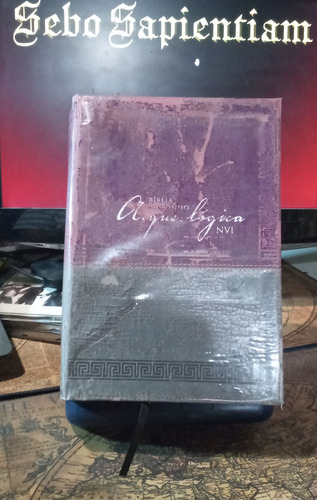 Sebo Sapientiam
BÍBLIA
Arqueológica
NVI